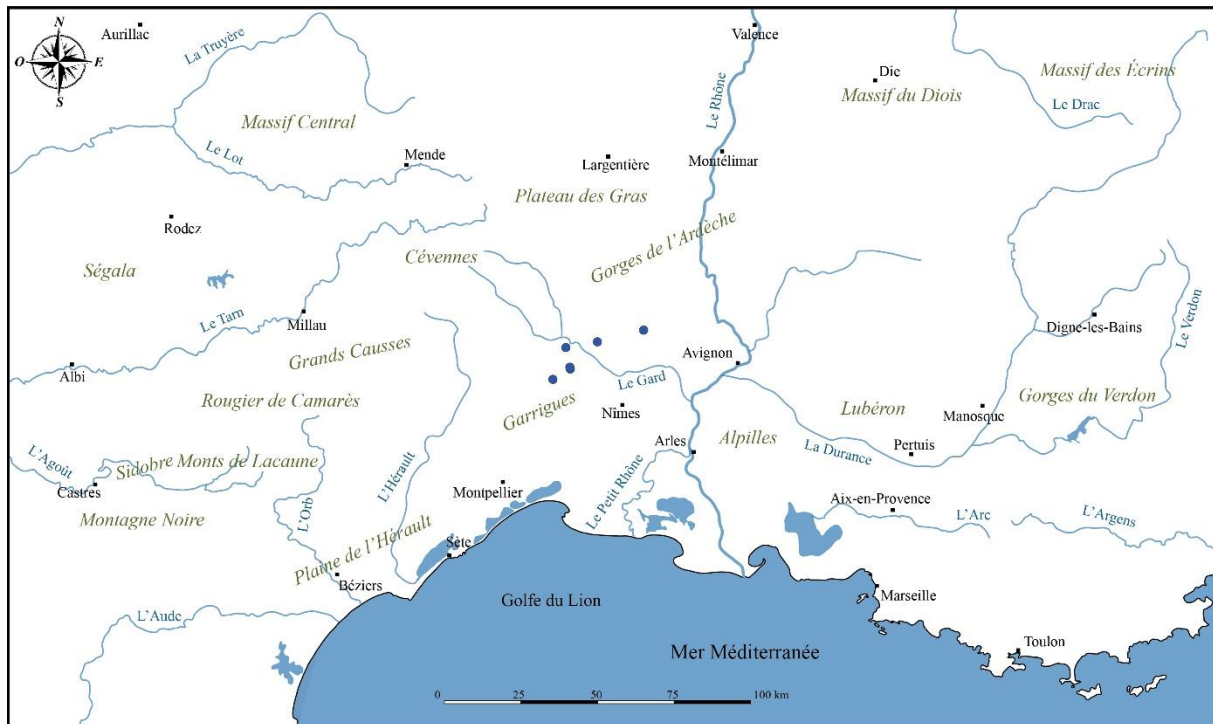 N
O
E
S
Aurillac
La Truyère
Valence
Massif des Écrins
Die
Massif du Diois
Le Rhône
Le Drac
Massif Central
Le Lot
Mende
Largentière
Montélimar
Plateau des Gras
Rodez
Gorges de l'Ardèche
Cévennes
Ségala
Le Verdon
Le Tarn
Millau
Digne-les-Bains
Grands Causses
Avignon
Albi
Le Gard
Rougier de Camarès
Garrigues
Nîmes
Lubéron
Manosque
Gorges du Verdon
Alpilles
Arles
La Durance
Pertuis
L'Agoût
Sidobre Monts de Lacaune
Castres
L'Hérault
Montpellier
Le Petit Rhône
Aix-en-Provence
Montagne Noire
L'Orb
L'Arc
L'Argens
Plaine de l'Hérault
Sète
Béziers
Marseille
Golfe du Lion
L'Aude
Mer Méditerranée
Toulon
0 25 50 75 100 km